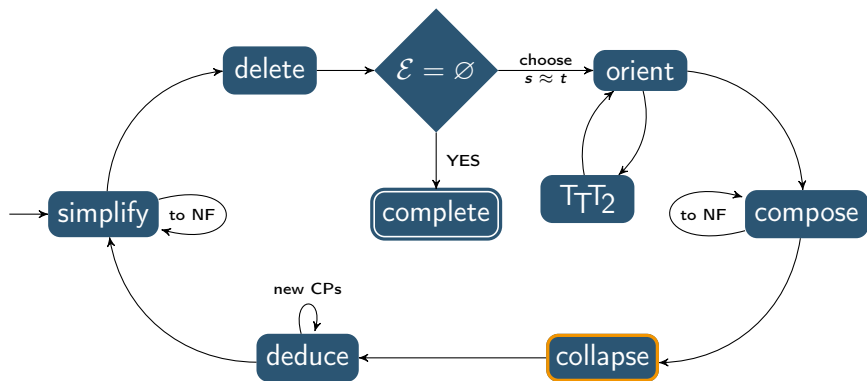 delete
ℰ = ∅
choose
s ≈ t
orient
YES
simplify
to NF
complete
TTT2
to NF
compose
new CPs
deduce
collapse